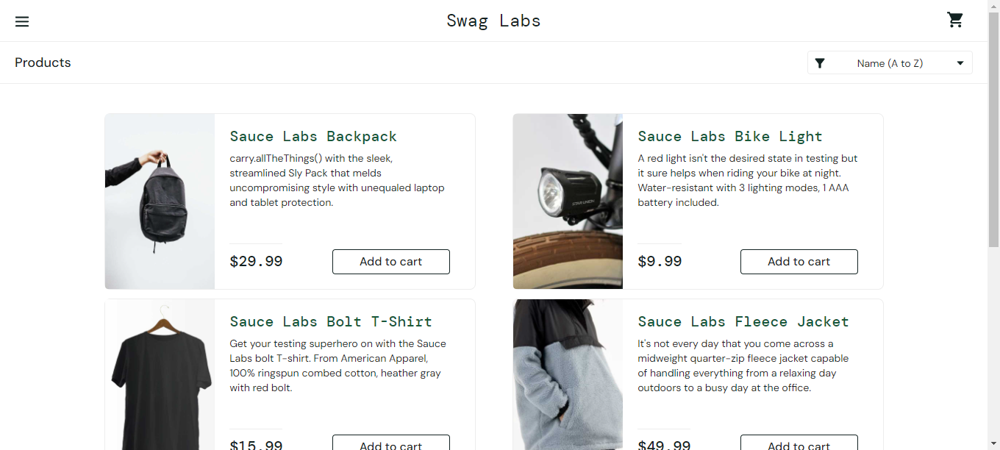 Swag Labs
Products
Name (A to Z)
Sauce Labs Backpack
carry.allTheThings() with the sleek,
streamlined Sly Pack that melds
uncompromising style with unequaled laptop
and tablet protection.
$29.99
Add to cart
Sauce Labs Bike Light
A red light isn't the desired state in testing but
it sure helps when riding your bike at night.
Water-resistant with 3 lighting modes, 1 AAA
battery included.
STAR UNION
$9.99
Add to cart
Sauce Labs Bolt T-Shirt
Get your testing superhero on with the Sauce
Labs bolt T-shirt. From American Apparel,
100% ringspun combed cotton, heather gray
with red bolt.
$15.99
Add to cart
Sauce Labs Fleece Jacket
It's not every day that you come across a
midweight quarter-zip fleece jacket capable
of handling everything from a relaxing day
outdoors to a busy day at the office.
$49.99
Add to cart